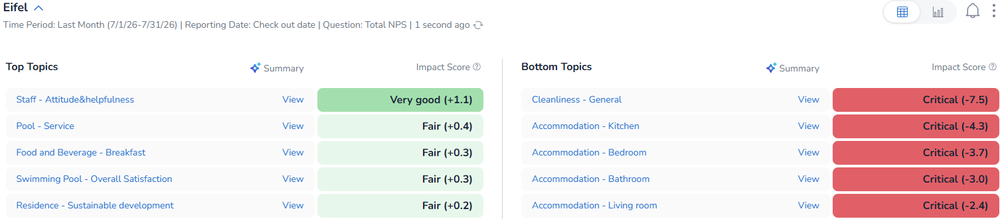 Eifel
Time Period: Last Month (7/1/26-7/31/26) | Reporting Date: Check out date | Question: Total NPS | 1 second ago
Top Topics Summary Impact Score
Staff - Attitude&helpfulness View Very good (+1.1)
Pool - Service View Fair (+0.4)
Food and Beverage - Breakfast View Fair (+0.3)
Swimming Pool - Overall Satisfaction View Fair (+0.3)
Residence - Sustainable development View Fair (+0.2)
Bottom Topics Summary Impact Score
Cleanliness - General View Critical (-7.5)
Accommodation - Kitchen View Critical (-4.3)
Accommodation - Bedroom View Critical (-3.7)
Accommodation - Bathroom View Critical (-3.0)
Accommodation - Living room View Critical (-2.4)